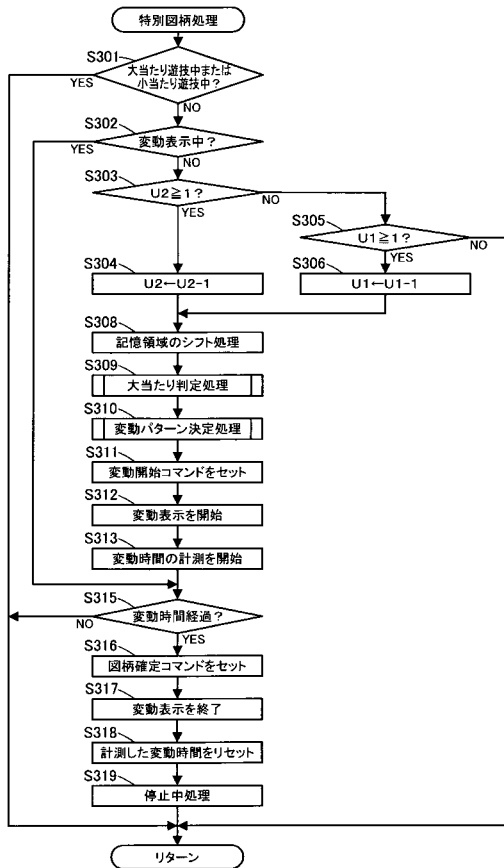 特別図柄処理
S301
大当たり遊技中または
小当たり遊技中？
YES
NO
S302
変動表示中？
YES
NO
S303
U2≧1？
NO
YES
S305
U1≧1？
NO
YES
S304
U2←U2-1
S306
U1←U1-1
S308
記憶領域のシフト処理
S309
大当たり判定処理
S310
変動パターン決定処理
S311
変動開始コマンドをセット
S312
変動表示を開始
S313
変動時間の計測を開始
S315
変動時間経過？
NO
YES
S316
図柄確定コマンドをセット
S317
変動表示を終了
S318
計測した変動時間をリセット
S319
停止中処理
リターン